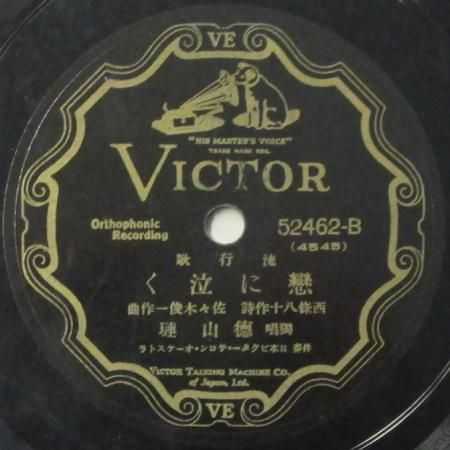 VE
"HIS MASTER'S VOICE"
TRADE MARK REG.
VICTOR
Orthophonic Recording
52462-B
(4545)
流行歌
戀に泣く
西條八十作詩 佐々木俊一作曲
獨唱 德山璉
伴奏 日本ビクター・サロン・オーケストラ
VICTOR TALKING MACHINE CO.
of Japan, Ltd.
VE